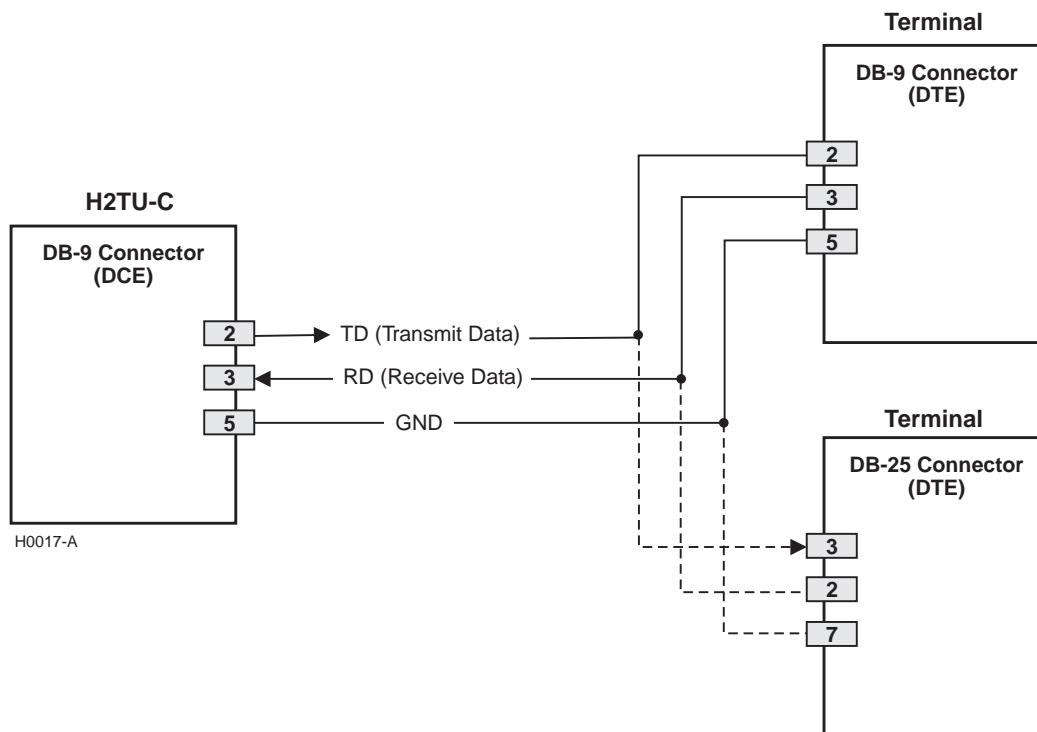 Terminal
DB-9 Connector
(DTE)
2
3
5
H2TU-C
DB-9 Connector
(DCE)
2
TD (Transmit Data)
3
RD (Receive Data)
5
GND
H0017-A
Terminal
DB-25 Connector
(DTE)
3
2
7